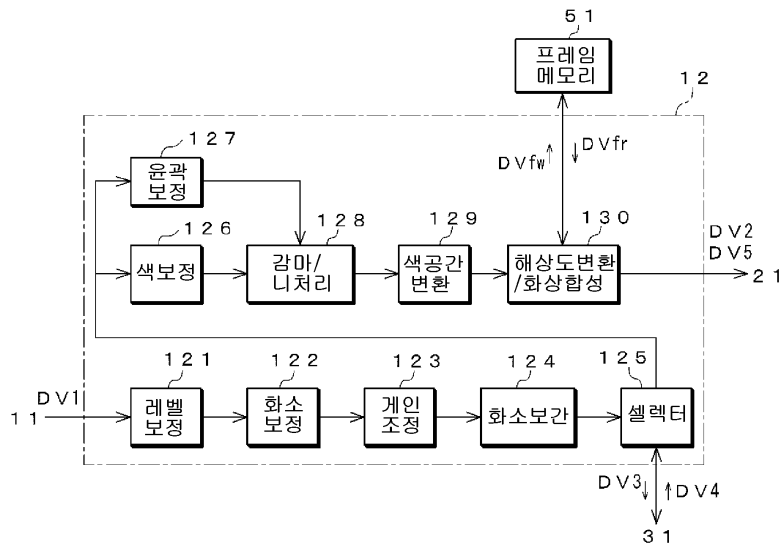 51
프레임
메모리
12
DVfw↑ ↓DVfr
127
윤곽
보정
126
색보정
128
감마/
니처리
129
색공간
변환
130
해상도변환
/화상합성
DV2
DV5
21
11
DV1
121
레벨
보정
122
화소
보정
123
게인
조정
124
화소보간
125
셀렉터
DV3↓ ↑DV4
31